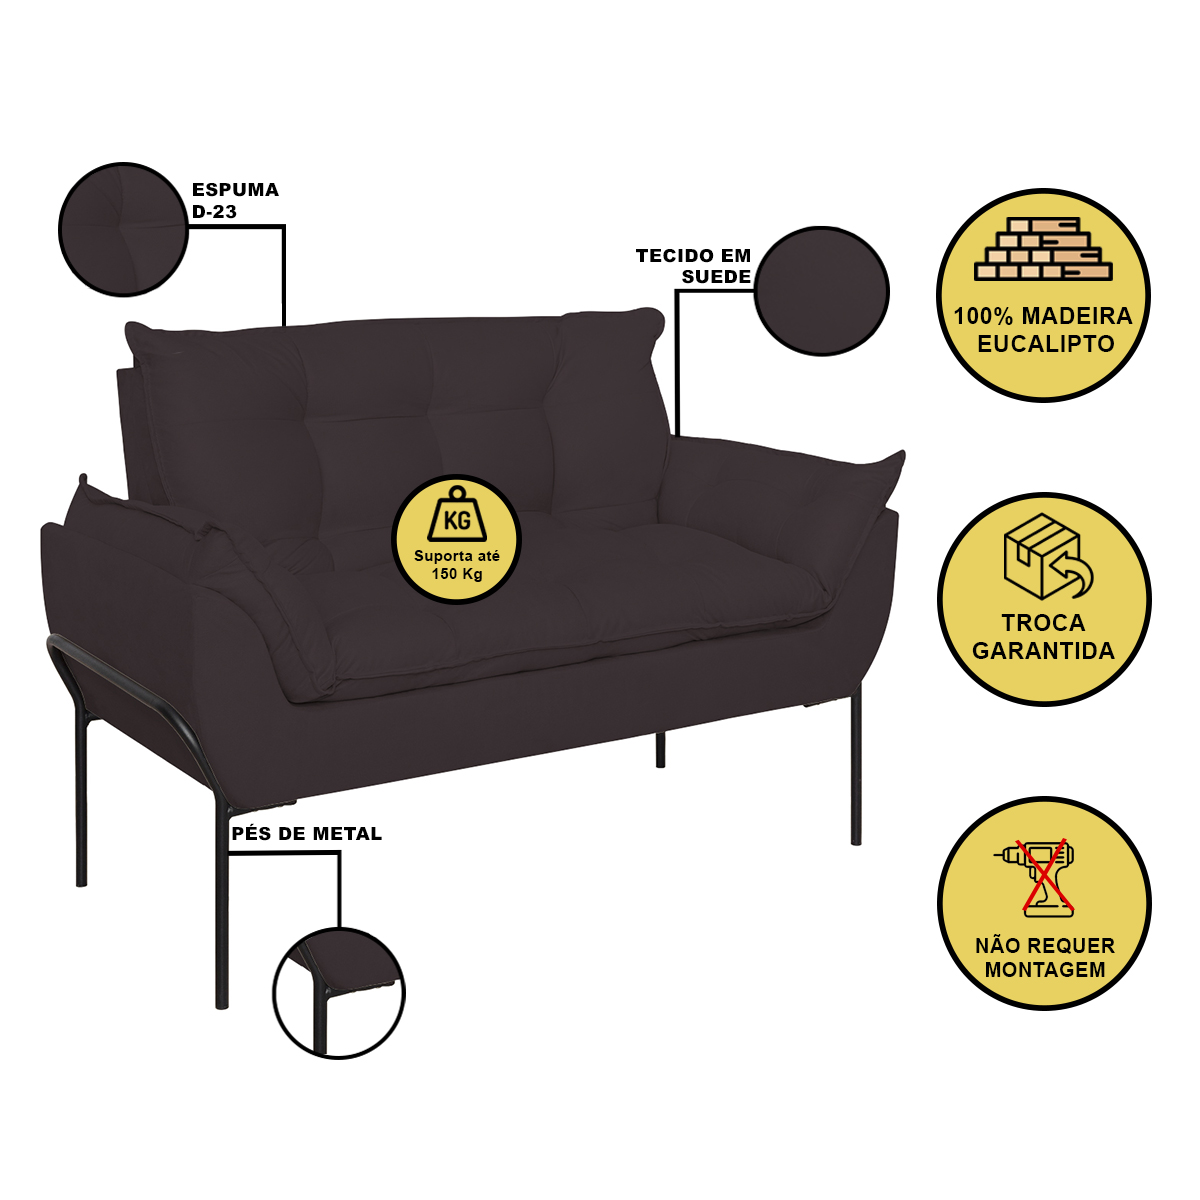 ESPUMA
D-23
TECIDO EM
SUEDE
100% MADEIRA
EUCALIPTO
KG
Suporta até
150 Kg
TROCA
GARANTIDA
PÉS DE METAL
NÃO REQUER
MONTAGEM